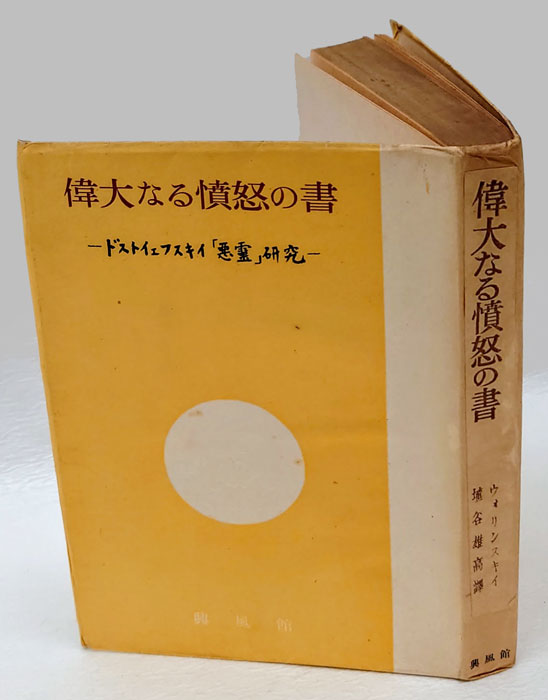 偉大なる憤怒の書
―ドストイェフスキイ「悪霊」研究―
興風館
偉大なる憤怒の書
ウォリンスキイ
埴谷雄高譯
興風館